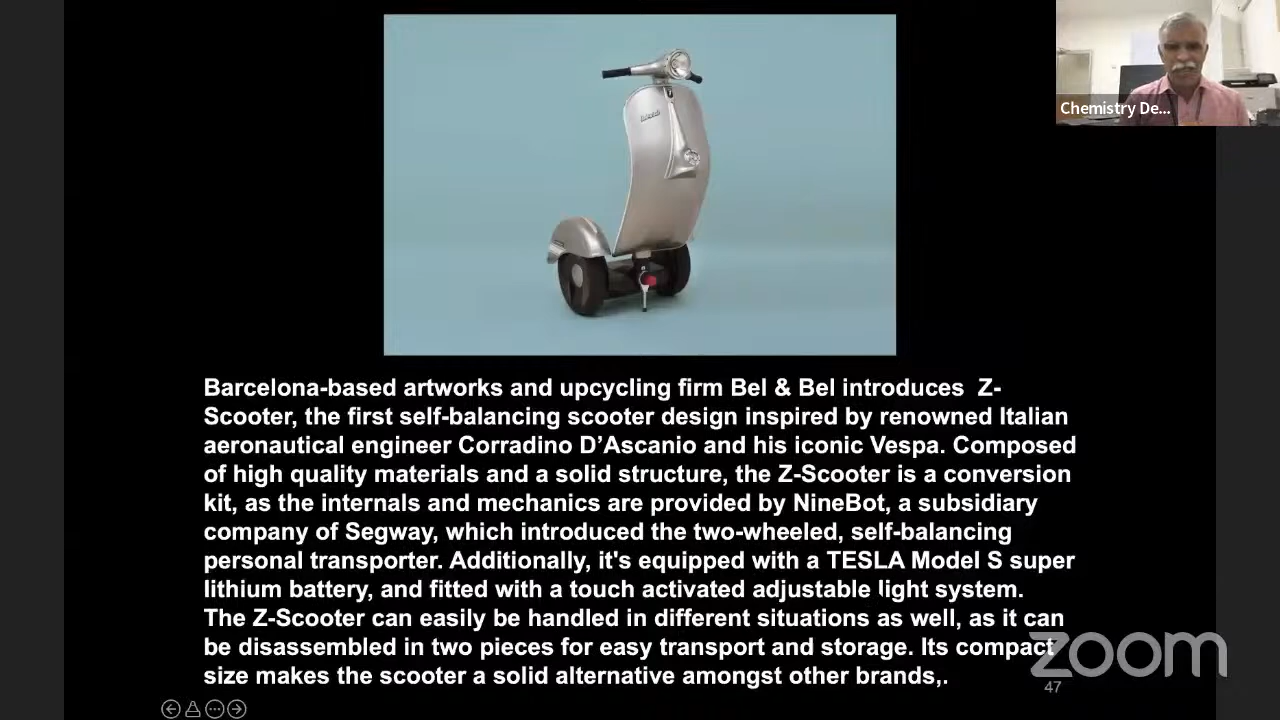 Chemistry De...
Barcelona-based artworks and upcycling firm Bel & Bel introduces  Z-
Scooter, the first self-balancing scooter design inspired by renowned Italian
aeronautical engineer Corradino D’Ascanio and his iconic Vespa. Composed
of high quality materials and a solid structure, the Z-Scooter is a conversion
kit, as the internals and mechanics are provided by NineBot, a subsidiary
company of Segway, which introduced the two-wheeled, self-balancing
personal transporter. Additionally, it's equipped with a TESLA Model S super
lithium battery, and fitted with a touch activated adjustable light system.
The Z-Scooter can easily be handled in different situations as well, as it can
be disassembled in two pieces for easy transport and storage. Its compact
size makes the scooter a solid alternative amongst other brands,.
zoom
47